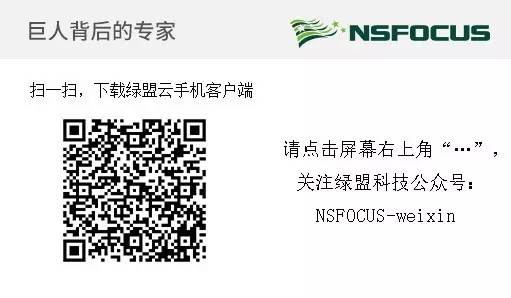 巨人背后的专家
NSFOCUS
扫一扫，下载绿盟云手机客户端
请点击屏幕右上角“…”，
关注绿盟科技公众号：
NSFOCUS-weixin